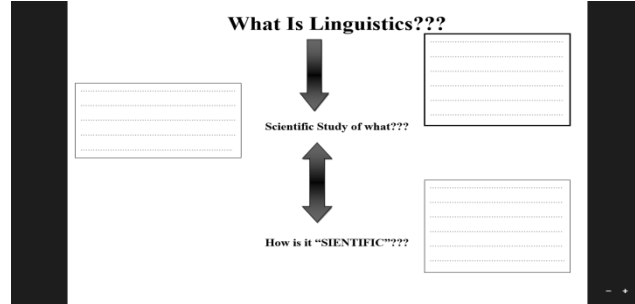 What Is Linguistics???
Scientific Study of what???
How is it “SIENTIFIC”???